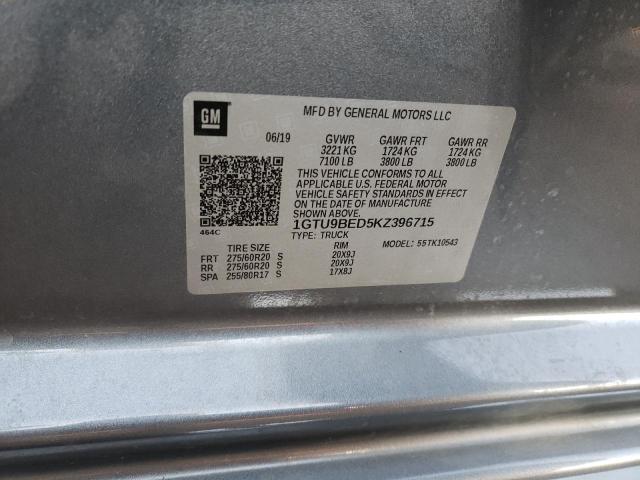 GM
MFD BY GENERAL MOTORS LLC
06/19 GVWR GAWR FRT GAWR RR
3221 KG 1724 KG 1724 KG
7100 LB 3800 LB 3800 LB
THIS VEHICLE CONFORMS TO ALL
APPLICABLE U.S. FEDERAL MOTOR
VEHICLE SAFETY STANDARDS IN EFFECT
ON THE DATE OF MANUFACTURE
SHOWN ABOVE.
464C 1GTU9BED5KZ396715
TYPE: TRUCK MODEL: 55TK10543
TIRE SIZE RIM
FRT 275/60R20 S 20X9J
RR 275/60R20 S 20X9J
SPA 255/80R17 S 17X8J